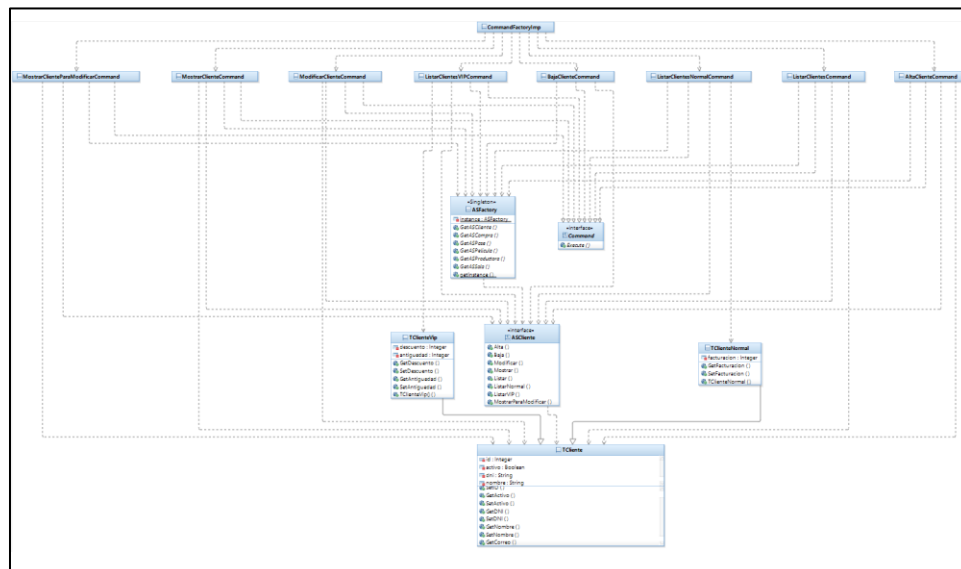 CommandFactoryImp
MostrarClienteParaModificarCommand
MostrarClienteCommand
ModificarClienteCommand
ListarClientesVIPCommand
BajaClienteCommand
ListarClientesNormalCommand
ListarClientesCommand
AltaClienteCommand
«Singleton»
ASFactory
instance : ASFactory
GetASCliente ()
GetASCompra ()
GetASPase ()
GetASPelicula ()
GetASProductora ()
GetASSala ()
getInstance ()
«interface»
Command
Execute ()
TClienteVip
descuento : Integer
antiguedad : Integer
GetDescuento ()
SetDescuento ()
GetAntiguedad ()
SetAntiguedad ()
TClienteVip ()
«interface»
ASCliente
Alta ()
Baja ()
Modificar ()
Mostrar ()
Listar ()
ListarNormal ()
ListarVIP ()
MostrarParaModificar ()
TClienteNormal
facturacion : Integer
GetFacturacion ()
SetFacturacion ()
TClienteNormal ()
TCliente
id : Integer
activo : Boolean
dni : String
nombre : String
GetActivo ()
SetActivo ()
GetDNI ()
SetDNI ()
GetNombre ()
SetNombre ()
GetCorreo ()